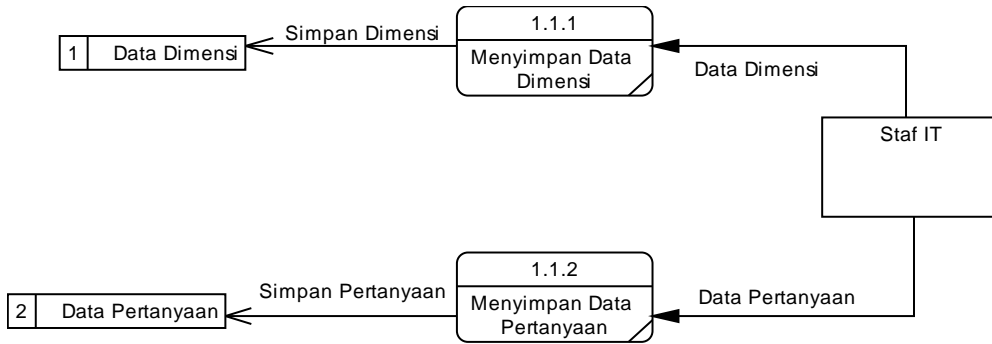 1.1.1
Simpan Dimensi
1 Data Dimensi
Menyimpan Data
Dimensi
Data Dimensi
Staf IT
1.1.2
Simpan Pertanyaan
Data Pertanyaan
2 Data Pertanyaan
Menyimpan Data
Pertanyaan